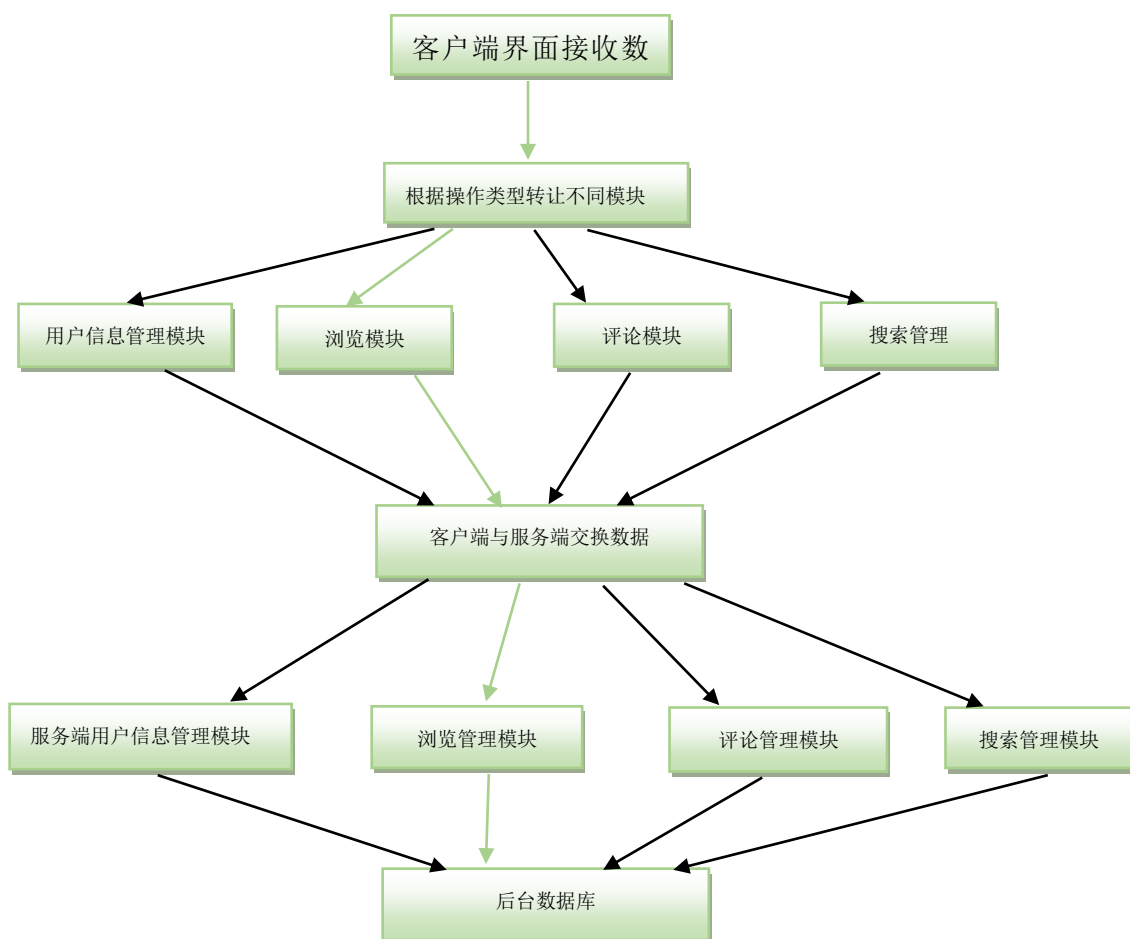 客户端界面接收数
根据操作类型转让不同模块
用户信息管理模块
浏览模块
评论模块
搜索管理
客户端与服务端交换数据
服务端用户信息管理模块
浏览管理模块
评论管理模块
搜索管理模块
后台数据库